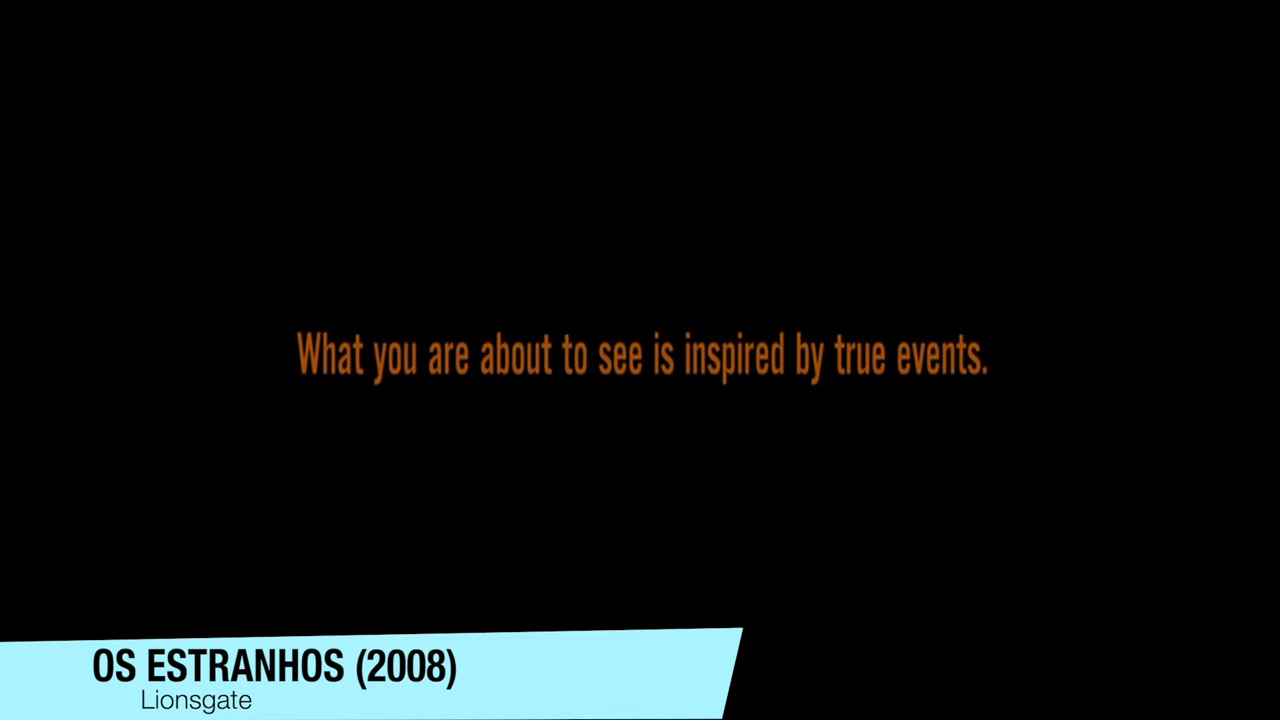 What you are about to see is inspired by true events.
OS ESTRANHOS (2008)
Lionsgate